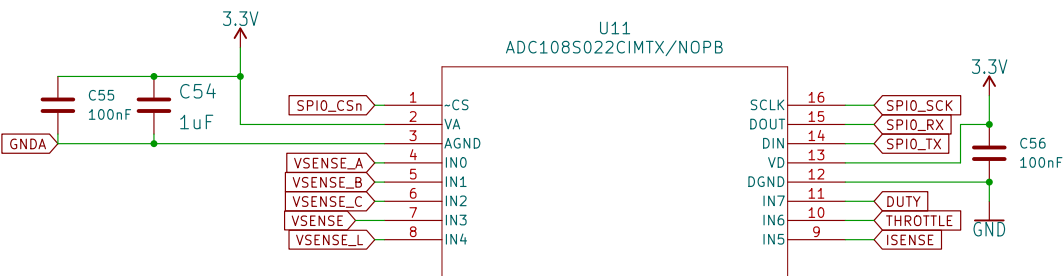 3.3V
U11
ADC108S022CIMTX/NOPB
3.3V
C55
100nF
C54
1uF
GNDA
SPI0_CSn 1 ~CS
2 VA
3 AGND
VSENSE_A 4 IN0
VSENSE_B 5 IN1
VSENSE_C 6 IN2
VSENSE 7 IN3
VSENSE_L 8 IN4
SCLK 16 SPI0_SCK
DOUT 15 SPI0_RX
DIN 14 SPI0_TX
VD 13
DGND 12
IN7 11 DUTY
IN6 10 THROTTLE
IN5 9 ISENSE
C56
100nF
GND